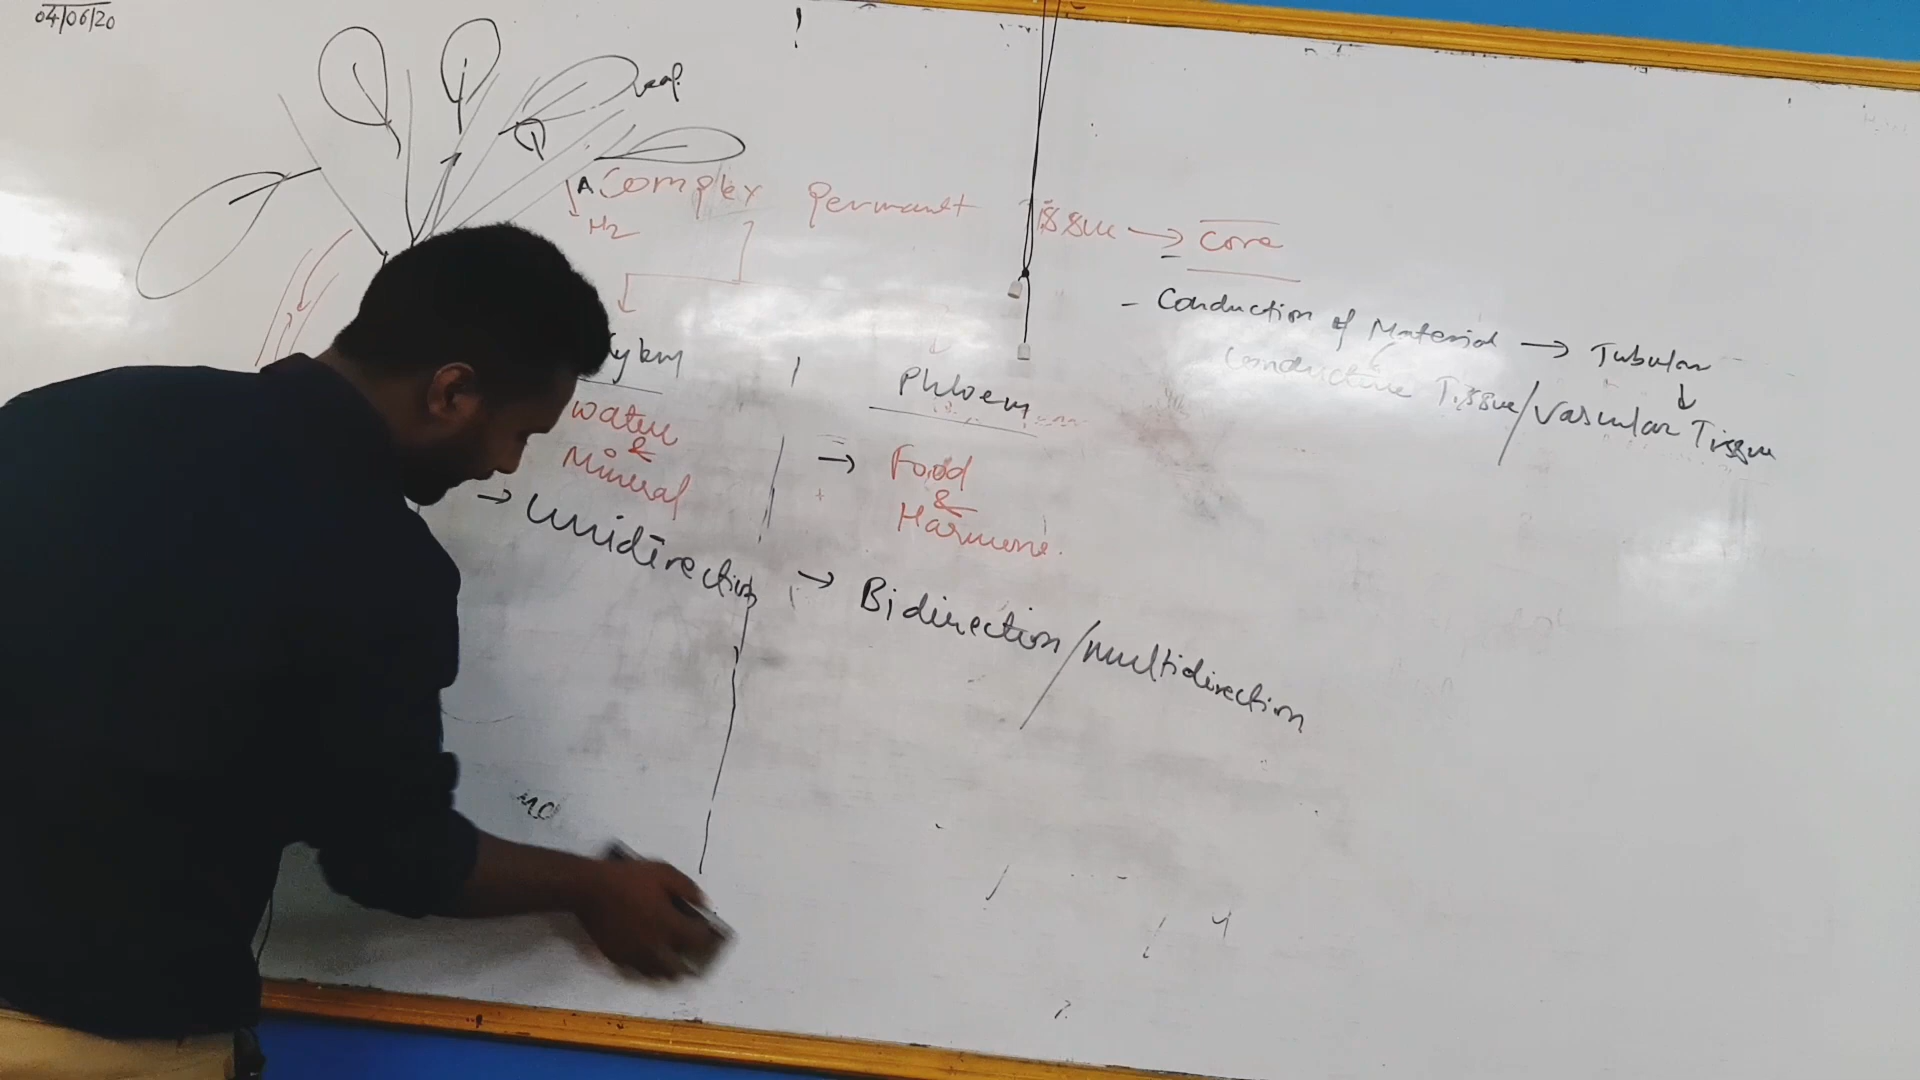 04/06/20
leaf
Complex permanent Tissue → Core
- Conduction of Material → Tubular
Conductive Tissue/Vascular Tissue
Xylem
Phloem
water
&
Mineral
→ Food
&
Harmone.
→ Unidirection
→ Bidirection/multidirection